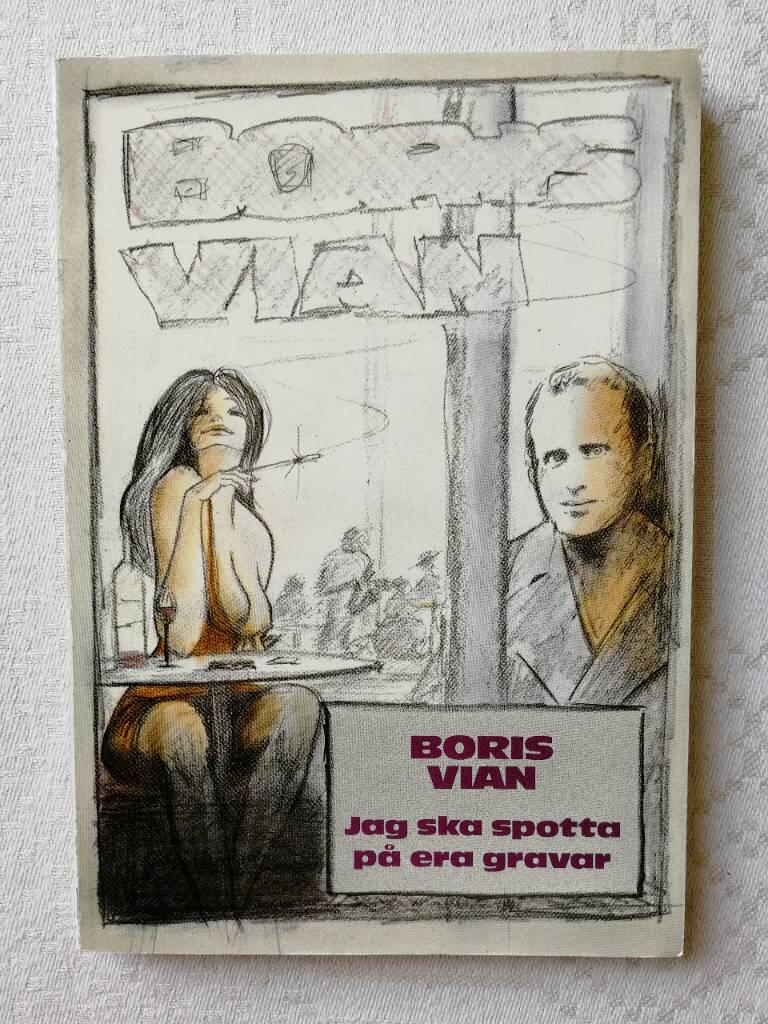 BORIS
VIAN
BORIS
VIAN
Jag ska spotta
på era gravar